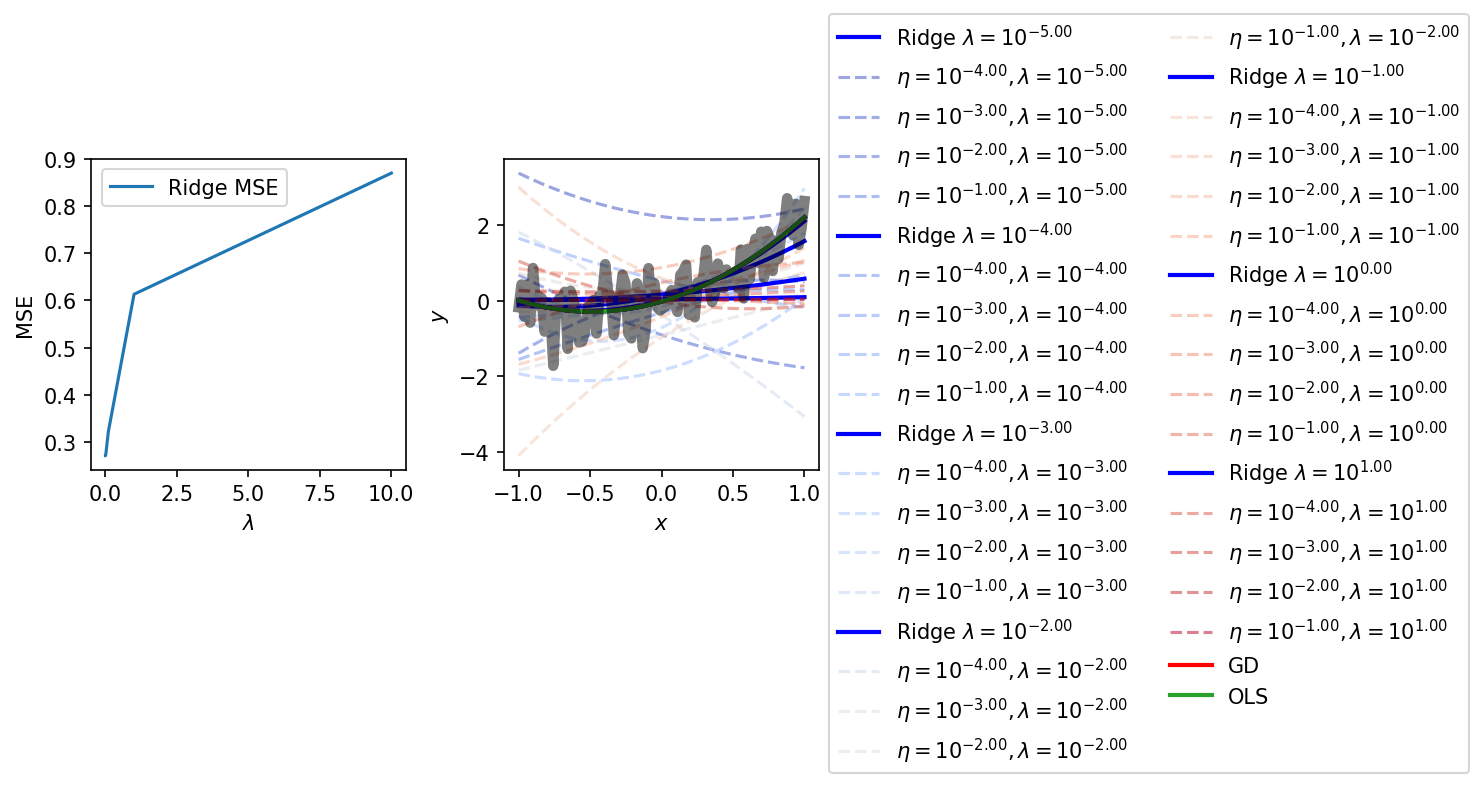 0.9
0.8
0.7
0.6
0.5
0.4
0.3
MSE
Ridge MSE
0.0 2.5 5.0 7.5 10.0
λ
2
0
−2
−4
y
−1.0 −0.5 0.0 0.5 1.0
x
Ridge λ = 10^{−5.00}
η = 10^{−4.00}, λ = 10^{−5.00}
η = 10^{−3.00}, λ = 10^{−5.00}
η = 10^{−2.00}, λ = 10^{−5.00}
η = 10^{−1.00}, λ = 10^{−5.00}
Ridge λ = 10^{−4.00}
η = 10^{−4.00}, λ = 10^{−4.00}
η = 10^{−3.00}, λ = 10^{−4.00}
η = 10^{−2.00}, λ = 10^{−4.00}
η = 10^{−1.00}, λ = 10^{−4.00}
Ridge λ = 10^{−3.00}
η = 10^{−4.00}, λ = 10^{−3.00}
η = 10^{−3.00}, λ = 10^{−3.00}
η = 10^{−2.00}, λ = 10^{−3.00}
η = 10^{−1.00}, λ = 10^{−3.00}
Ridge λ = 10^{−2.00}
η = 10^{−4.00}, λ = 10^{−2.00}
η = 10^{−3.00}, λ = 10^{−2.00}
η = 10^{−2.00}, λ = 10^{−2.00}
η = 10^{−1.00}, λ = 10^{−2.00}
Ridge λ = 10^{−1.00}
η = 10^{−4.00}, λ = 10^{−1.00}
η = 10^{−3.00}, λ = 10^{−1.00}
η = 10^{−2.00}, λ = 10^{−1.00}
η = 10^{−1.00}, λ = 10^{−1.00}
Ridge λ = 10^{0.00}
η = 10^{−4.00}, λ = 10^{0.00}
η = 10^{−3.00}, λ = 10^{0.00}
η = 10^{−2.00}, λ = 10^{0.00}
η = 10^{−1.00}, λ = 10^{0.00}
Ridge λ = 10^{1.00}
η = 10^{−4.00}, λ = 10^{1.00}
η = 10^{−3.00}, λ = 10^{1.00}
η = 10^{−2.00}, λ = 10^{1.00}
η = 10^{−1.00}, λ = 10^{1.00}
GD
OLS